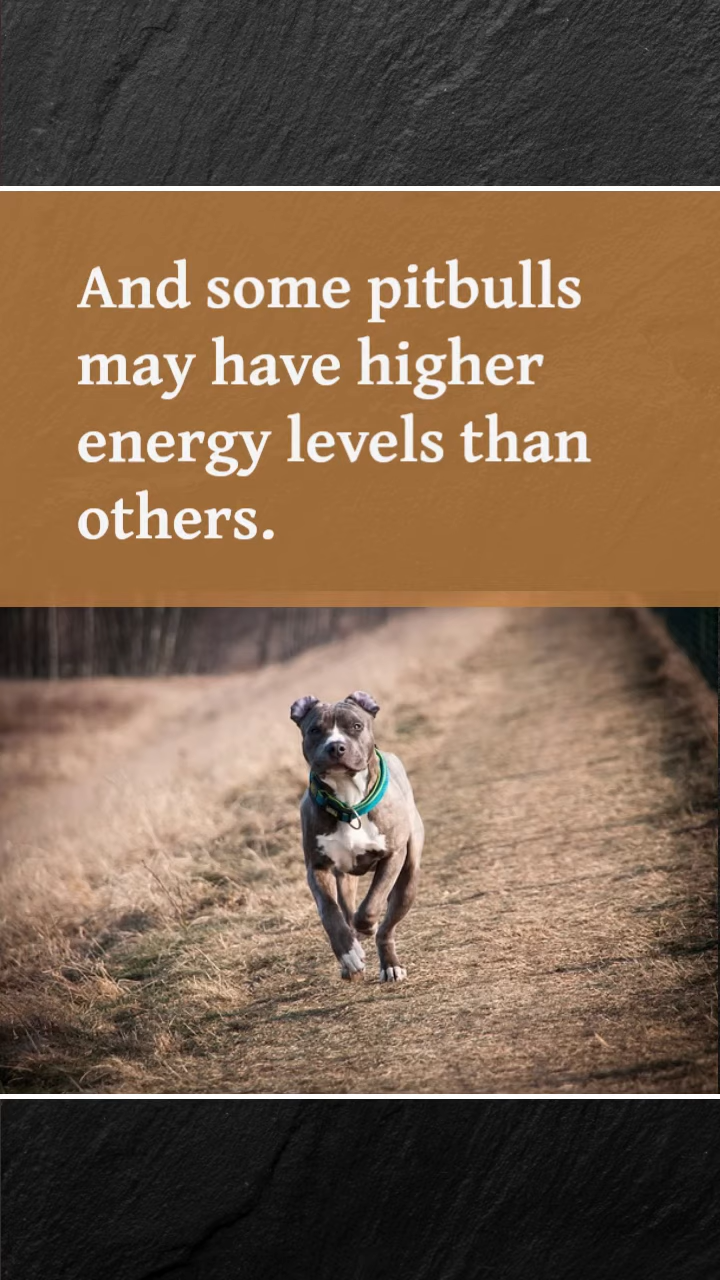 And some pitbulls
may have higher
energy levels than
others.